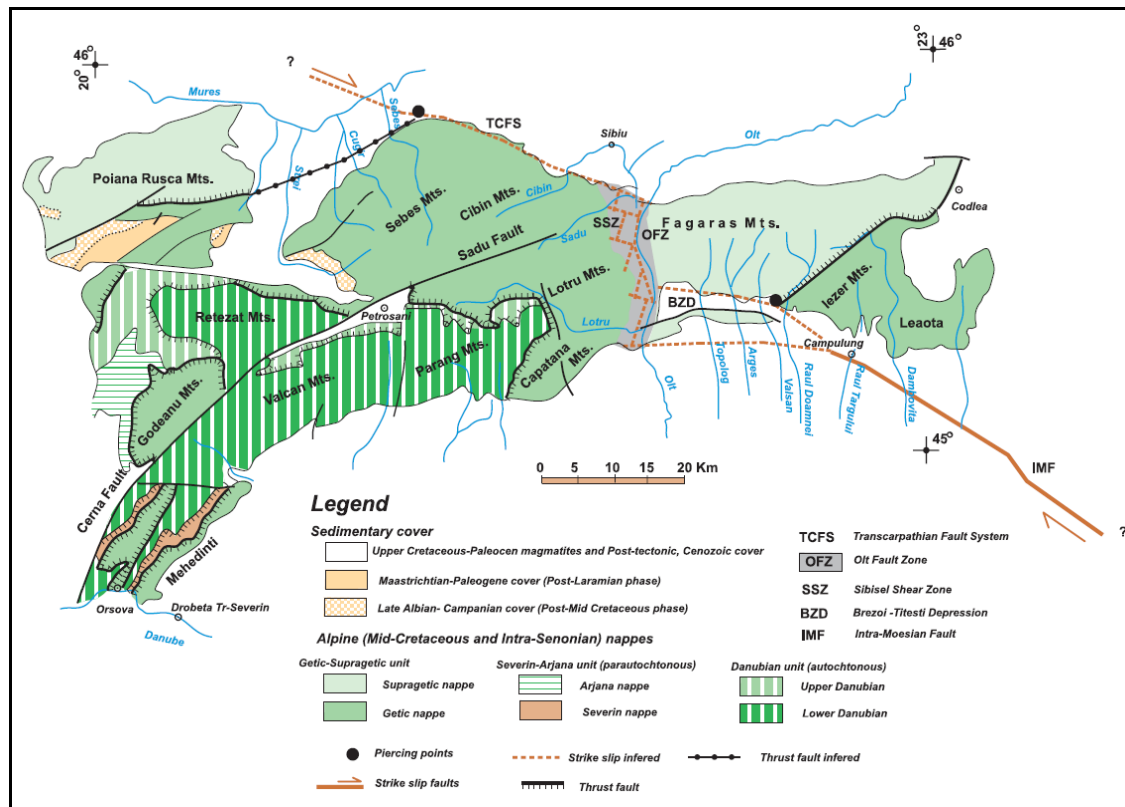 46°
20°
?
23°
46°
Mures
Sebes
TCFS
Sibiu
Olt
Cugir
Strei
Poiana Rusca Mts.
Cibin
Cibin Mts.
Sebes Mts.
Codlea
SSZ
OFZ
Fagaras Mts.
Sadu
Sadu Fault
Lotru Mts.
BZD
Iezer Mts.
Leaota
Retezat Mts.
Petrosani
Lotru
Campulung
Parang Mts.
Capatana
Mts.
Valcan Mts.
Godeanu Mts.
Olt
Topolog
Arges
Valsan
Raul Doamnei
Raul Targului
Dambovita
45°
IMF
?
0 5 10 15 20 Km
Cerna Fault
Mehedinti
Orsova
Drobeta Tr-Severin
Danube
Legend
Sedimentary cover
Upper Cretaceous-Paleocen magmatites and Post-tectonic, Cenozoic cover
Maastrichtian-Paleogene cover (Post-Laramian phase)
Late Albian- Campanian cover (Post-Mid Cretaceous phase)
TCFS Transcarpathian Fault System
OFZ Olt Fault Zone
SSZ Sibisel Shear Zone
BZD Brezoi -Titesti Depression
IMF Intra-Moesian Fault
Alpine (Mid-Cretaceous and Intra-Senonian) nappes
Getic-Supragetic unit
Severin-Arjana unit (parautochtonous)
Danubian unit (autochtonous)
Supragetic nappe
Arjana nappe
Upper Danubian
Getic nappe
Severin nappe
Lower Danubian
Piercing points
Strike slip infered
Thrust fault infered
Strike slip faults
Thrust fault